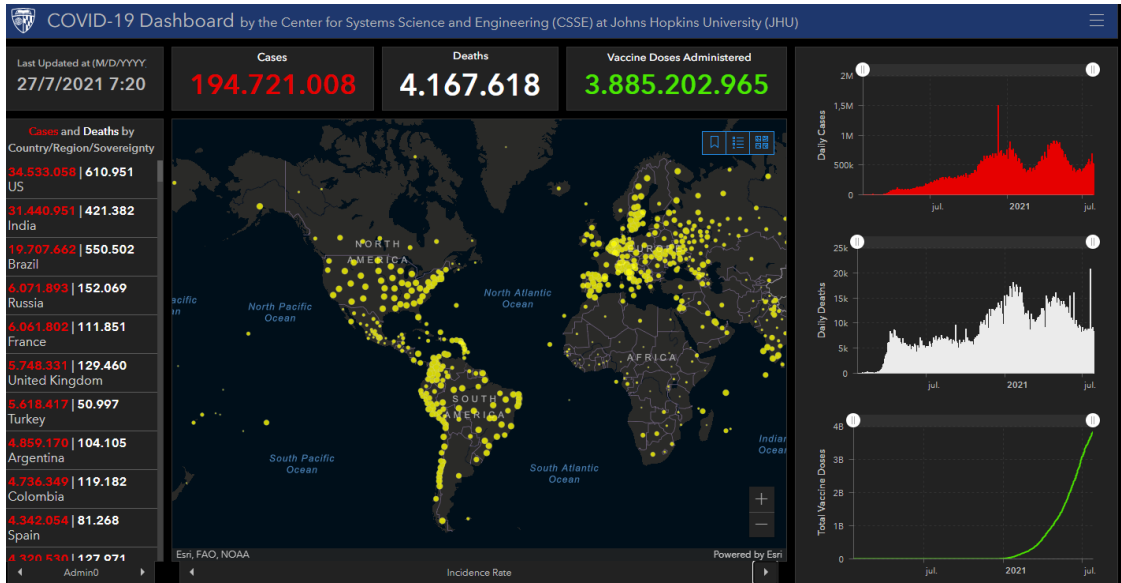 COVID-19 Dashboard by the Center for Systems Science and Engineering (CSSE) at Johns Hopkins University (JHU)
Last Updated at (M/D/YYYY
27/7/2021 7:20
Cases
194.721.008
Deaths
4.167.618
Vaccine Doses Administered
3.885.202.965
Cases and Deaths by
Country/Region/Sovereignty
34.533.058 | 610.951
US
31.440.951 | 421.382
India
19.707.662 | 550.502
Brazil
6.071.893 | 152.069
Russia
6.061.802 | 111.851
France
5.748.331 | 129.460
United Kingdom
5.618.417 | 50.997
Turkey
4.859.170 | 104.105
Argentina
4.736.349 | 119.182
Colombia
4.342.054 | 81.268
Spain
4.320.530 | 127.971
Admin0
NORTH
AMERICA
North Pacific
Ocean
North Atlantic
Ocean
EUROPE
AFRICA
SOUTH
AMERICA
South Pacific
Ocean
South Atlantic
Ocean
Indian
Ocean
Esri, FAO, NOAA
Powered by Esri
Incidence Rate
Daily Cases
2M
1,5M
1M
500k
0
jul.
2021
jul.
Daily Deaths
25k
20k
15k
10k
5k
0
jul.
2021
jul.
Total Vaccine Doses
4B
3B
2B
1B
0
jul.
2021
jul.